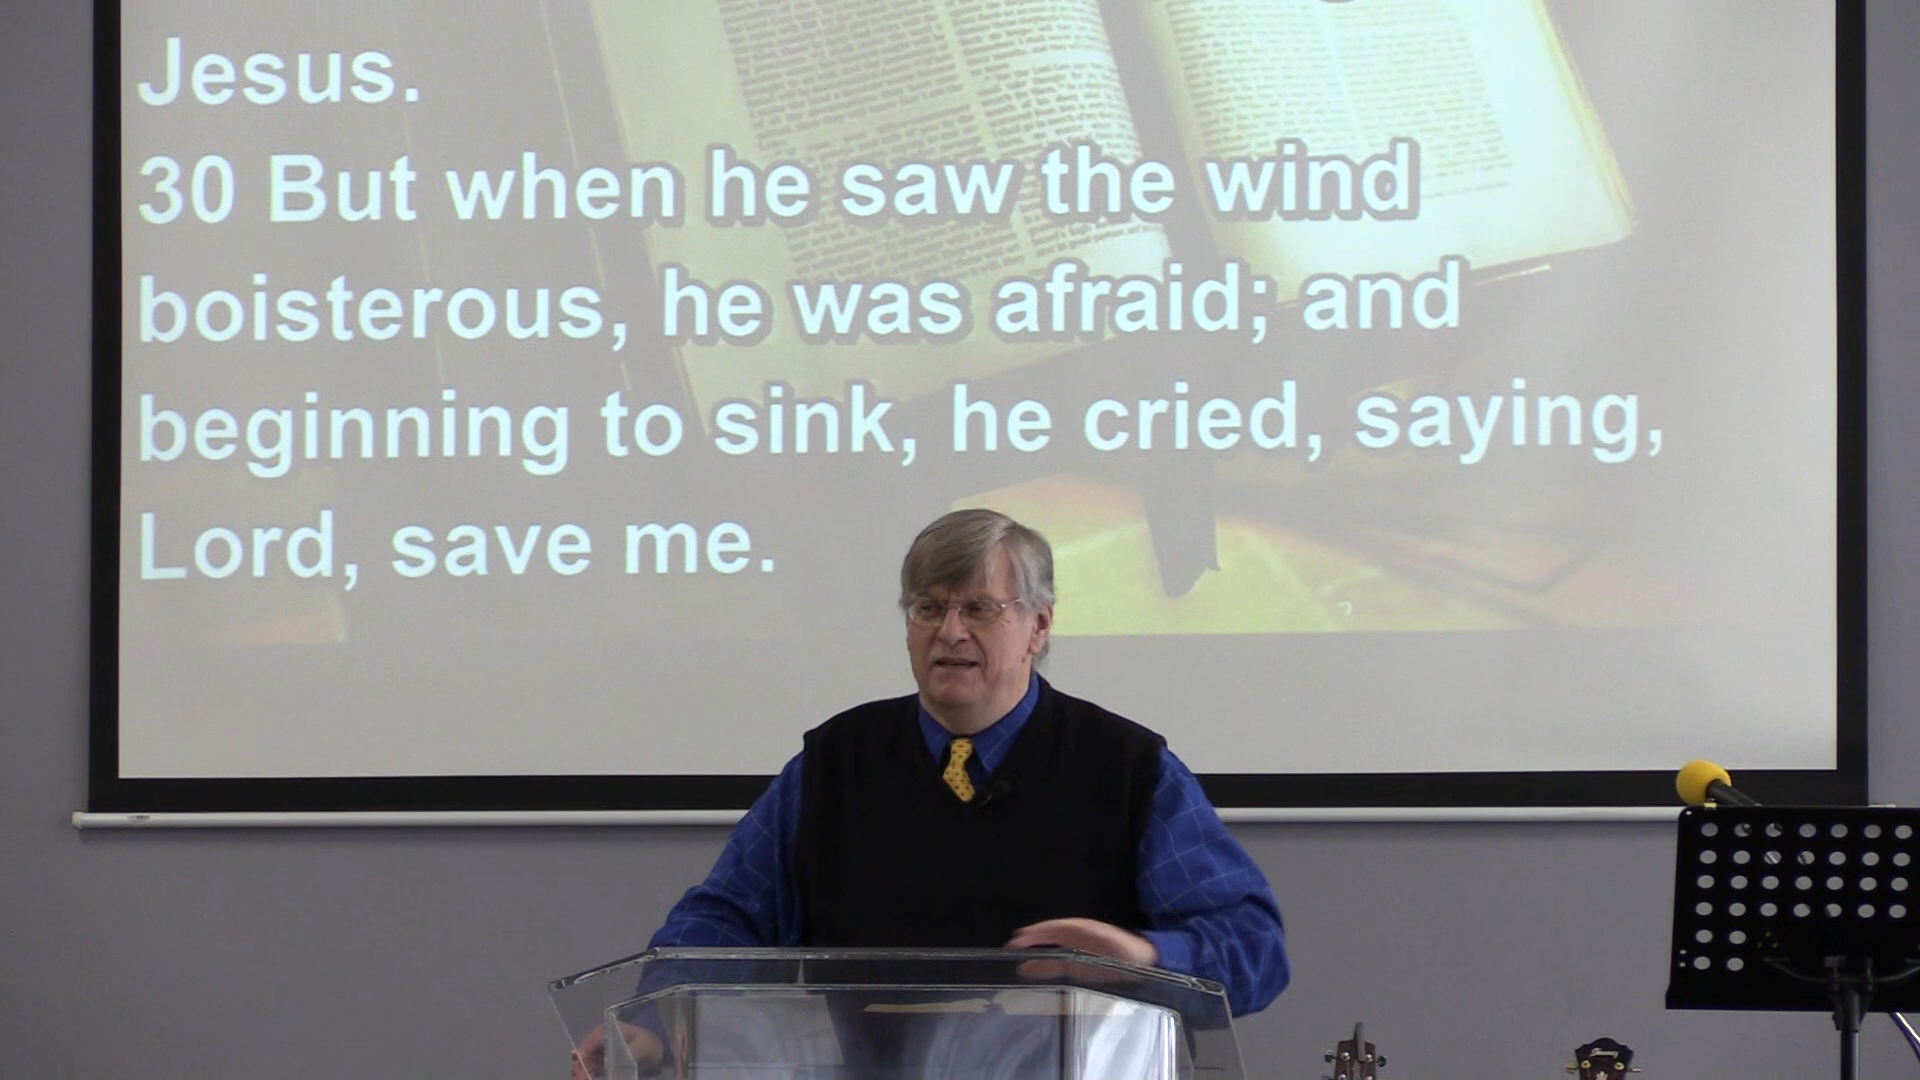 Jesus.
30 But when he saw the wind
boisterous, he was afraid; and
beginning to sink, he cried, saying,
Lord, save me.
Ibanez